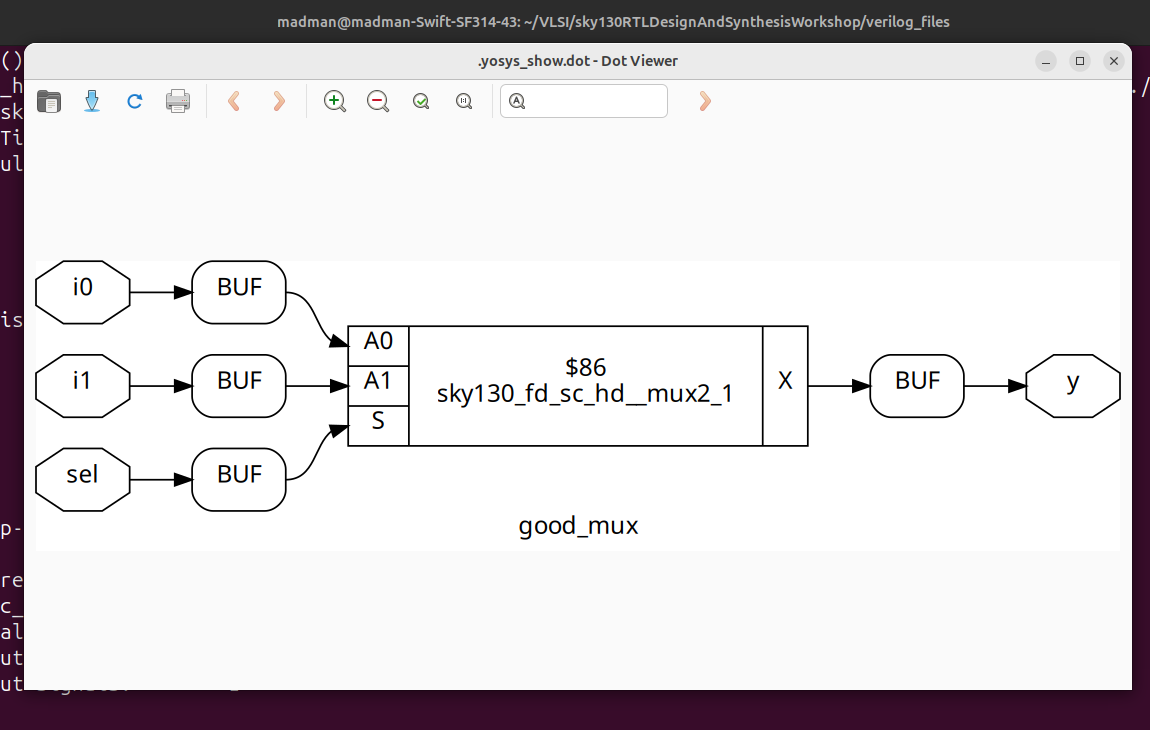 madman@madman-Swift-SF314-43: ~/VLSI/sky130RTLDesignAndSynthesisWorkshop/verilog_files
.yosys_show.dot - Dot Viewer
()
_h
./
sk
Ti
ul
is
p-
re
c_
al
ut
ut
i0
BUF
i1
BUF
sel
BUF
A0
A1
S
$86
sky130_fd_sc_hd__mux2_1
X
BUF
y
good_mux